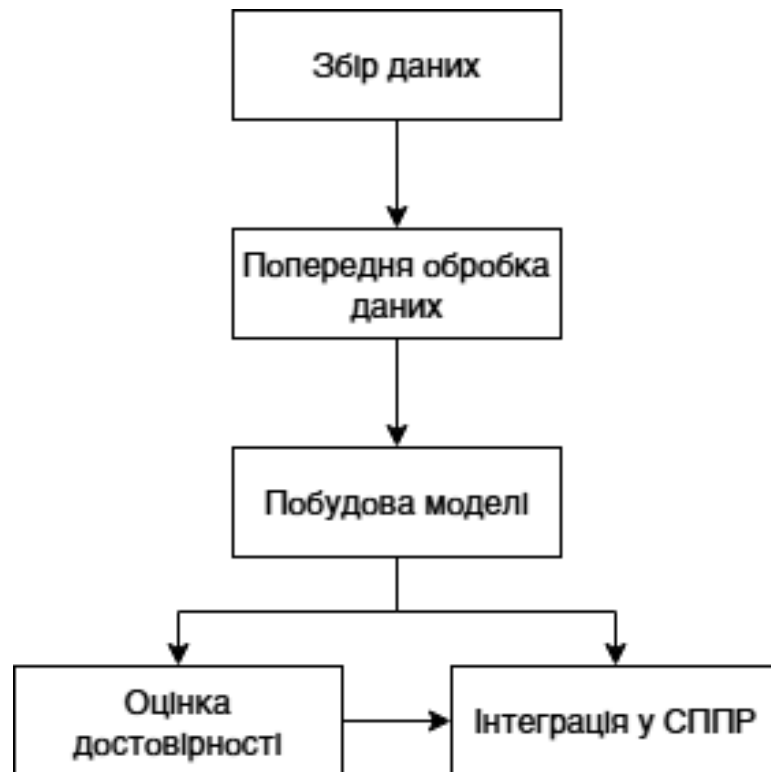 Збір даних
Попередня обробка
даних
Побудова моделі
Оцінка
достовірності
Інтеграція у СППР